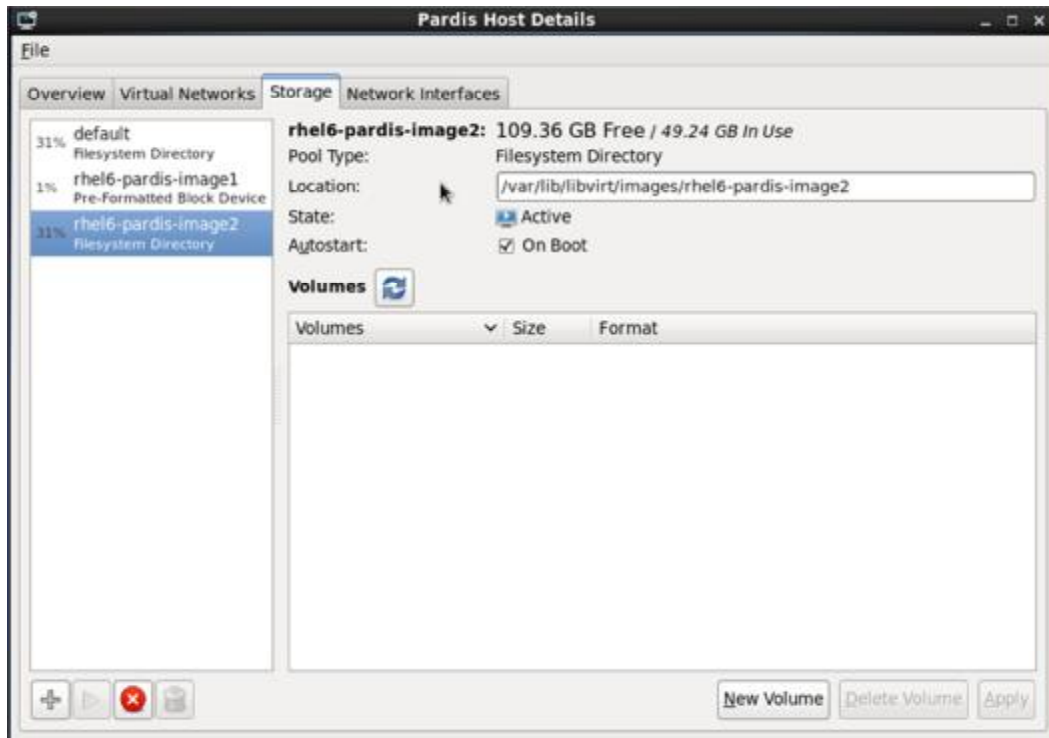 Pardis Host Details
File
Overview Virtual Networks Storage Network Interfaces
31% default
Filesystem Directory
1% rhel6-pardis-image1
Pre-Formatted Block Device
31% rhel6-pardis-image2
Filesystem Directory
rhel6-pardis-image2: 109.36 GB Free / 49.24 GB In Use
Pool Type: Filesystem Directory
Location: /var/lib/libvirt/images/rhel6-pardis-image2
State: Active
Autostart: On Boot
Volumes
Volumes Size Format
New Volume Delete Volume Apply